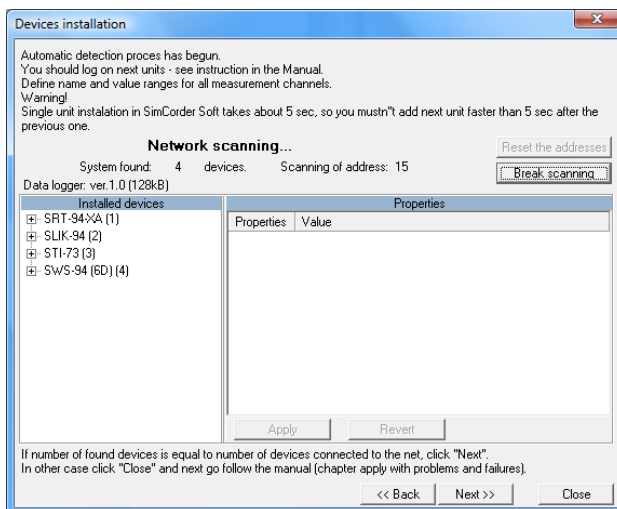 Devices installation
Automatic detection proces has begun.
You should log on next units - see instruction in the Manual.
Define name and value ranges for all measurement channels.
Warning!
Single unit instalation in SimCorder Soft takes about 5 sec, so you mustn"t add next unit faster than 5 sec after the
previous one.
Network scanning...
Reset the addresses
System found: 4 devices. Scanning of address: 15
Break scanning
Data logger: ver.1.0 (128kB)
Installed devices
Properties
SRT-94-XA (1)
SLIK-94 (2)
STI-73 (3)
SWS-94 (6D) (4)
Properties Value
Apply Revert
If number of found devices is equal to number of devices connected to the net, click "Next".
In other case click "Close" and next go follow the manual (chapter apply with problems and failures).
<< Back Next >> Close